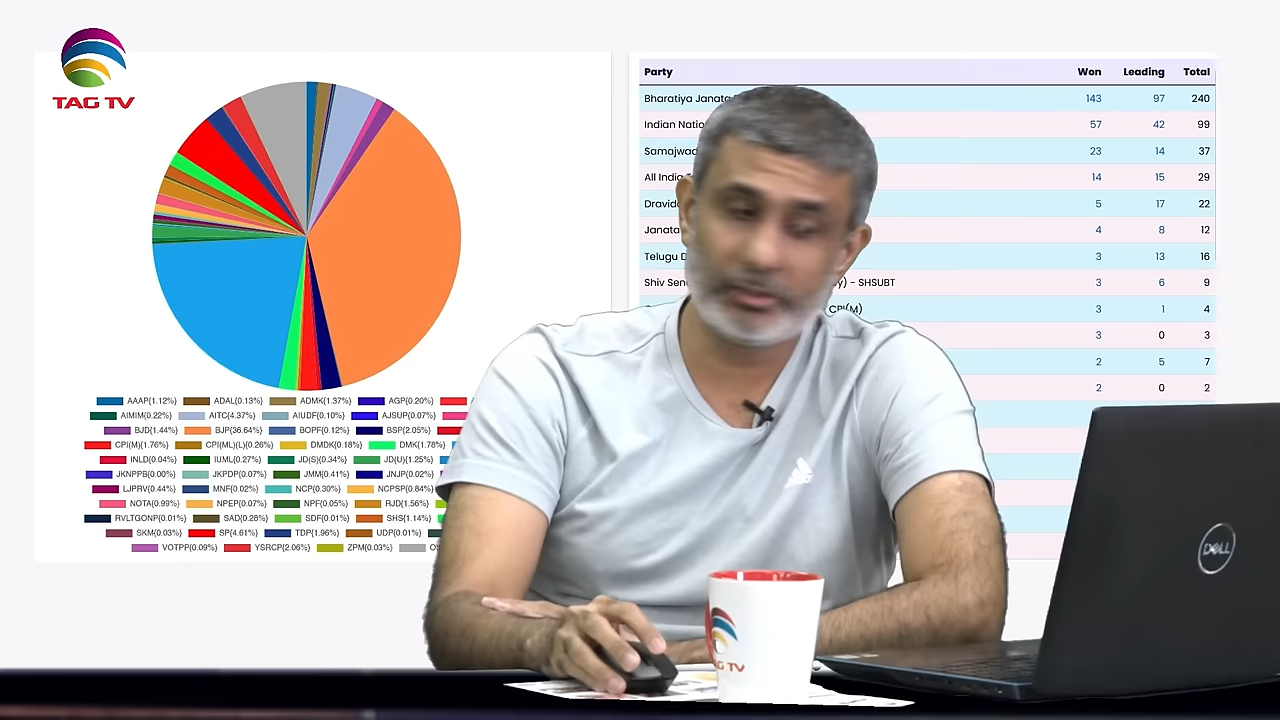 TAG TV
AAAP(1.12%) ADAL(0.13%) ADMK(1.37%) AGP(0.20%)
AIMIM(0.22%) AITC(4.37%) AIUDF(0.10%) AJSUP(0.07%)
BJD(1.44%) BJP(36.64%) BOPF(0.12%) BSP(2.05%)
CPI(M)(1.76%) CPI(ML)(L)(0.26%) DMDK(0.18%) DMK(1.78%)
INLD(0.04%) IUML(0.27%) JD(S)(0.34%) JD(U)(1.25%)
JKNPPB(0.00%) JKPDP(0.07%) JMM(0.41%) JNJP(0.02%)
LJPRV(0.44%) MNF(0.02%) NCP(0.30%) NCPSP(0.84%)
NOTA(0.99%) NPEP(0.07%) NPF(0.05%) RJD(1.56%)
RVLTGONP(0.01%) SAD(0.28%) SDF(0.01%) SHS(1.14%)
SKM(0.03%) SP(4.61%) TDP(1.96%) UDP(0.01%)
VOTPP(0.09%) YSRCP(2.06%) ZPM(0.03%)
Party Won Leading Total
Bharatiya 143 97 240
Indian 57 42 99
23 14 37
All 14 15 29
5 17 22
Janata 4 8 12
Telugu 3 13 16
Shiv - SHSUBT 3 6 9
CPI(M) 3 1 4
3 0 3
2 5 7
2 0 2
TV
DELL